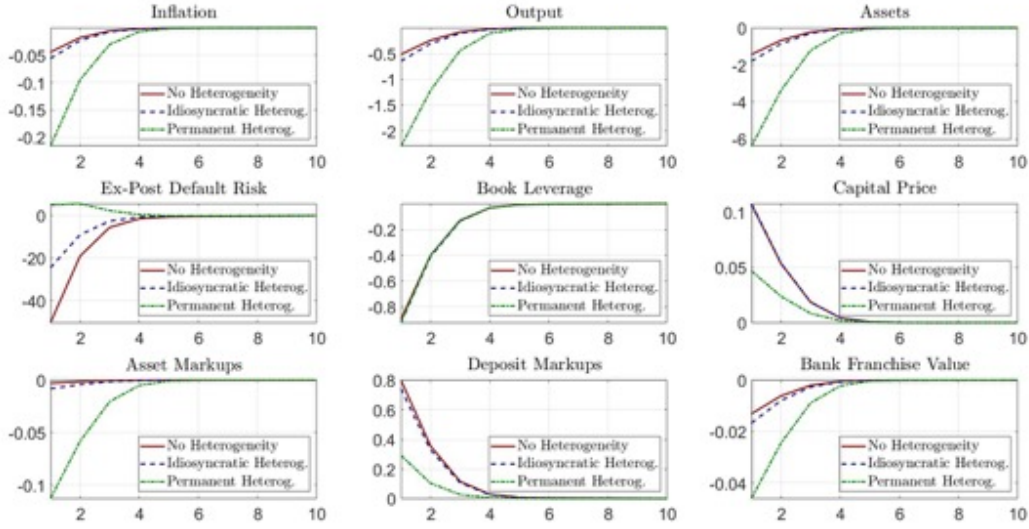 Inflation
-0.05
-0.1
-0.15
-0.2
2 4 6 8 10
No Heterogeneity
Idiosyncratic Heterog.
Permanent Heterog.
Output
-0.5
-1
-1.5
-2
2 4 6 8 10
No Heterogeneity
Idiosyncratic Heterog.
Permanent Heterog.
Assets
0
-2
-4
-6
2 4 6 8 10
No Heterogeneity
Idiosyncratic Heterog.
Permanent Heterog.
Ex-Post Default Risk
0
-20
-40
2 4 6 8 10
No Heterogeneity
Idiosyncratic Heterog.
Permanent Heterog.
Book Leverage
-0.2
-0.4
-0.6
-0.8
2 4 6 8 10
No Heterogeneity
Idiosyncratic Heterog.
Permanent Heterog.
Capital Price
0.1
0.05
0
2 4 6 8 10
No Heterogeneity
Idiosyncratic Heterog.
Permanent Heterog.
Asset Markups
0
-0.05
-0.1
2 4 6 8 10
No Heterogeneity
Idiosyncratic Heterog.
Permanent Heterog.
Deposit Markups
0.8
0.6
0.4
0.2
0
2 4 6 8 10
No Heterogeneity
Idiosyncratic Heterog.
Permanent Heterog.
Bank Franchise Value
0
-0.02
-0.04
2 4 6 8 10
No Heterogeneity
Idiosyncratic Heterog.
Permanent Heterog.